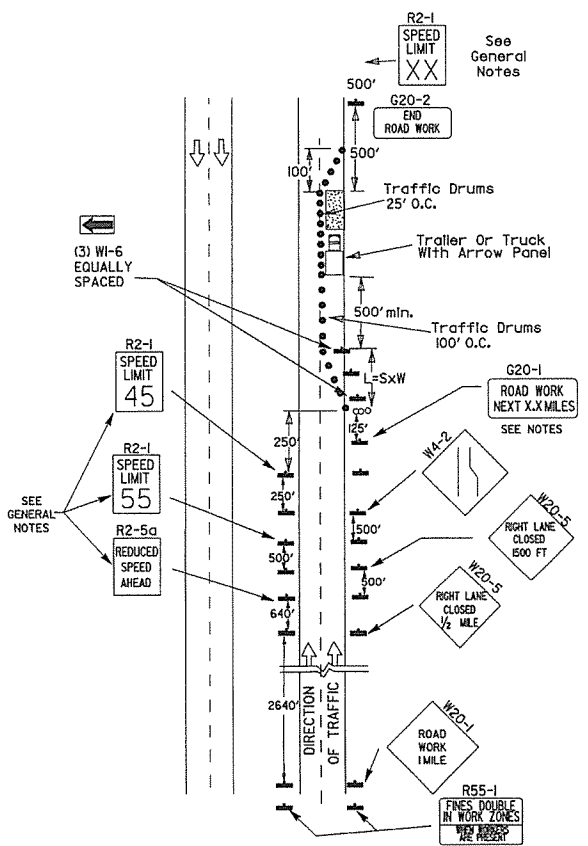 R2-1
SPEED
LIMIT
XX
See
General
Notes
500'
G20-2
END
ROAD WORK
500'
100'
Traffic Drums
25' O.C.
Trailer Or Truck
With Arrow Panel
(3) W1-6
EQUALLY
SPACED
500' min.
Traffic Drums
100' O.C.
R2-1
SPEED
LIMIT
45
L=SxW
G20-1
ROAD WORK
NEXT X.X MILES
SEE NOTES
125'
250'
W4-2
R2-1
SPEED
LIMIT
55
250'
SEE
GENERAL
NOTES
500'
W20-5
RIGHT LANE
CLOSED
1500 FT
R2-5a
REDUCED
SPEED
AHEAD
500'
500'
W20-5
RIGHT LANE
CLOSED
1/2 MILE
640'
2640'
DIRECTION
OF TRAFFIC
W20-1
ROAD
WORK
1 MILE
R55-1
FINES DOUBLE
IN WORK ZONES
WHEN WORKERS
ARE PRESENT